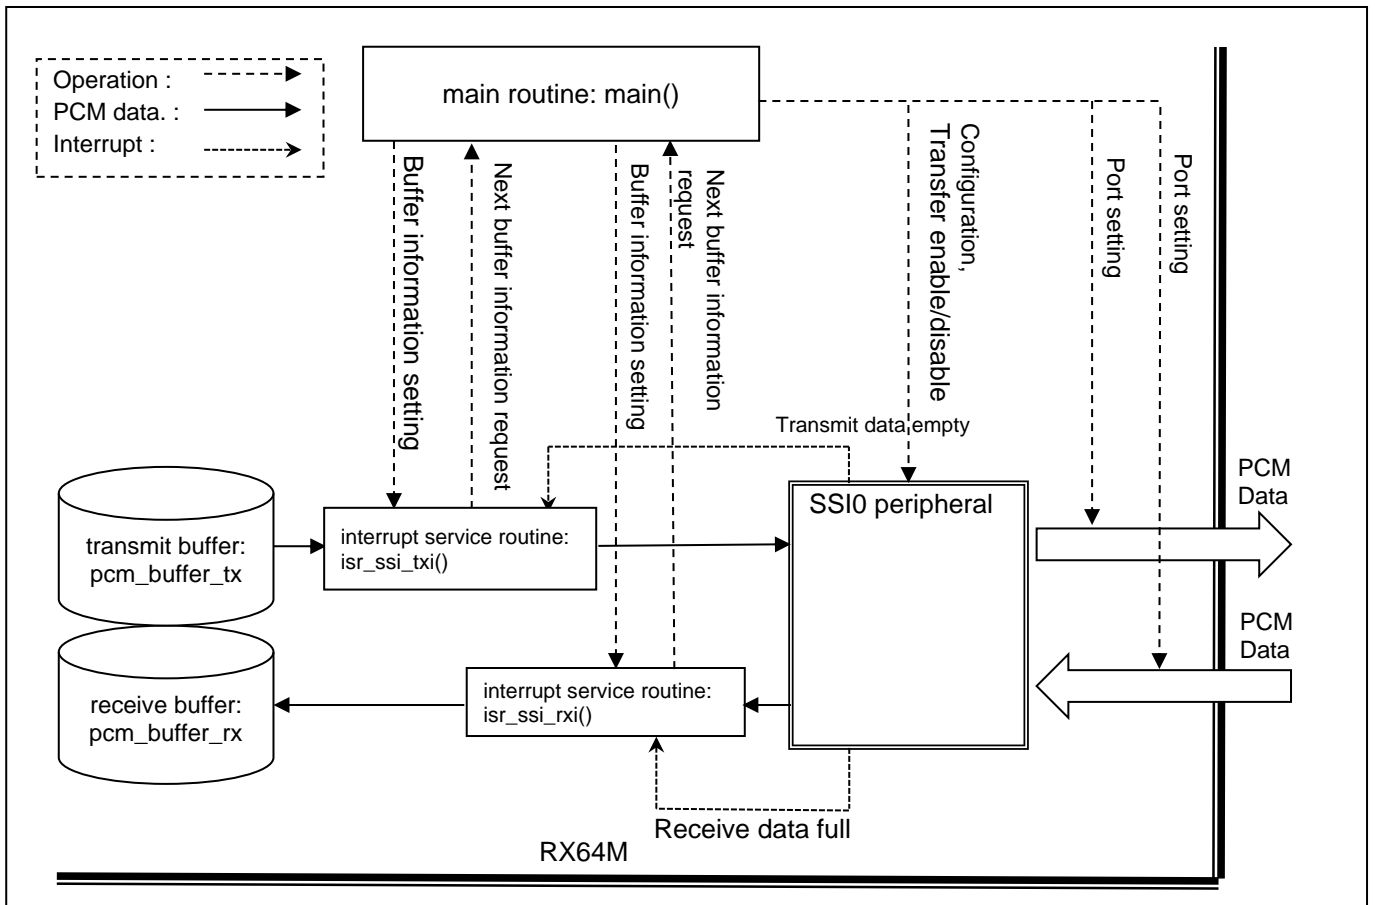 Operation :
PCM data. :
Interrupt :
main routine: main()
Buffer information setting
Next buffer information request
Buffer information setting
Next buffer information
request
Configuration,
Transfer enable/disable
Port setting
Port setting
Transmit data empty
SSI0 peripheral
PCM
Data
transmit buffer:
pcm_buffer_tx
interrupt service routine:
isr_ssi_txi()
PCM
Data
receive buffer:
pcm_buffer_rx
interrupt service routine:
isr_ssi_rxi()
Receive data full
RX64M